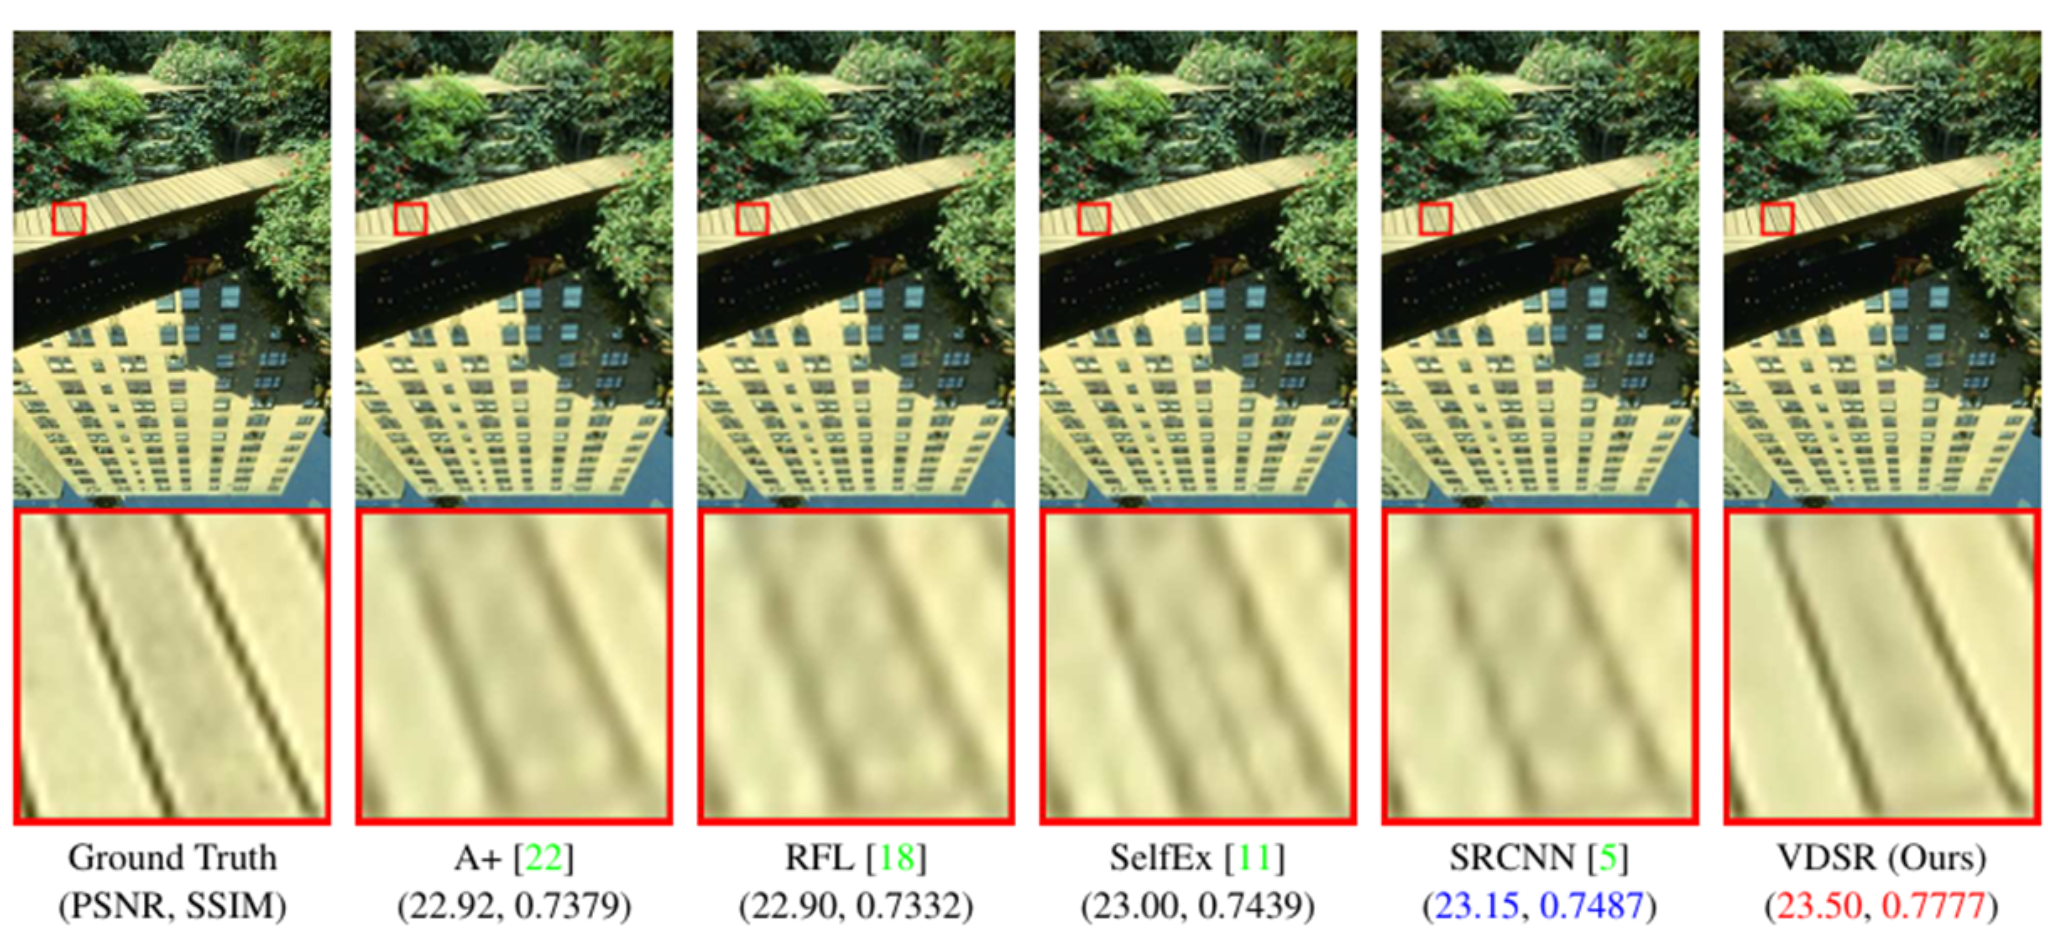 Ground Truth
(PSNR, SSIM)
A+ [22]
(22.92, 0.7379)
RFL [18]
(22.90, 0.7332)
SelfEx [11]
(23.00, 0.7439)
SRCNN [5]
(23.15, 0.7487)
VDSR (Ours)
(23.50, 0.7777)